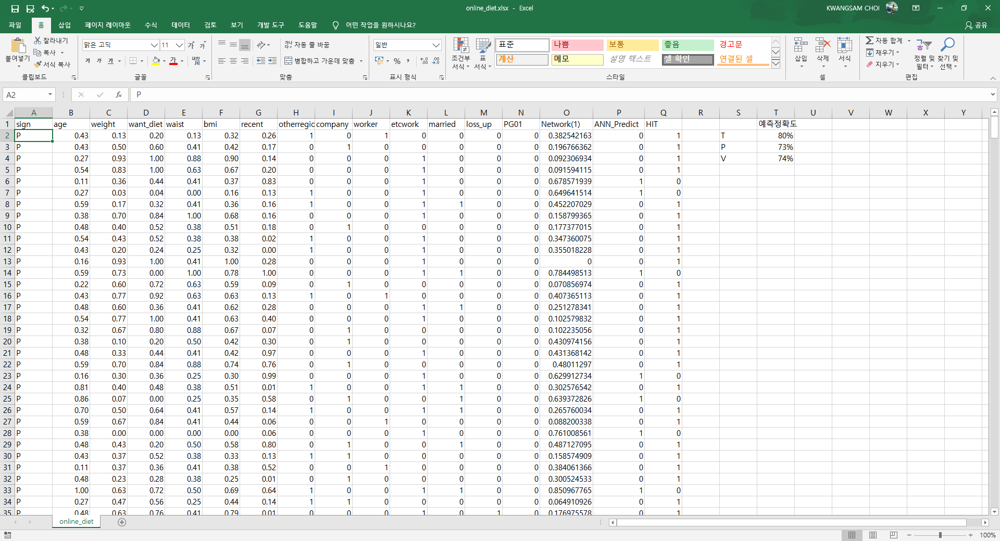 online_diet.xlsx - Excel
KWANGSAM CHOI
파일 홈 삽입 페이지 레이아웃 수식 데이터 검토 보기 개발 도구 도움말 어떤 작업을 원하시나요? 공유
붙여넣기 잘라내기 복사 서식 복사 클립보드
맑은 고딕 11 가 가 가 가 가 내천 글꼴
자동 줄 바꿈 병합하고 가운데 맞춤 맞춤
일반 % 표시 형식
조건부 서식 표 서식 표준 나쁨 보통 좋음 경고문
계산 메모 설명 텍스트 셀 확인 연결된 셀 스타일
삽입 삭제 서식 셀
자동 합계 채우기 지우기 정렬 및 필터 찾기 및 선택 편집
A2 fx P
A B C D E F G H I J K L M N O P Q R S T U V W X Y
1 sign age weight want_diet waist bmi recent otherregic company worker etcwork married loss_up PG01 Network(1) ANN_Predict HIT 예측정확도
2 P 0.43 0.13 0.20 0.13 0.32 0.26 1 0 1 0 0 0 0 0.382542163 0 1 T 80%
3 P 0.43 0.50 0.60 0.41 0.42 0.17 0 1 0 0 0 0 0 0.196766362 0 1 P 73%
4 P 0.27 0.93 1.00 0.88 0.90 0.14 0 0 0 1 0 0 0 0.092306934 0 1 V 74%
5 P 0.54 0.83 1.00 0.63 0.67 0.20 0 0 0 1 0 0 0 0.091594115 0 1
6 P 0.11 0.36 0.44 0.41 0.37 0.83 0 0 0 1 0 0 0 0.678571939 1 0
7 P 0.27 0.03 0.04 0.00 0.16 0.13 1 0 0 1 0 0 0 0.649641514 1 0
8 P 0.59 0.17 0.32 0.41 0.36 0.16 1 0 0 1 1 0 0 0.452207029 0 1
9 P 0.38 0.70 0.84 1.00 0.68 0.16 0 0 0 1 0 0 0 0.158799365 0 1
10 P 0.48 0.40 0.52 0.38 0.51 0.18 0 1 0 0 0 0 0 0.177377015 0 1
11 P 0.54 0.43 0.52 0.38 0.38 0.02 1 0 0 1 0 0 0 0.347360075 0 1
12 P 0.43 0.20 0.24 0.25 0.32 0.00 1 0 0 1 0 0 0 0.355018228 0 1
13 P 0.16 0.93 1.00 0.41 1.00 0.28 0 0 0 1 0 0 0 0 0 1
14 P 0.59 0.73 0.00 1.00 0.78 1.00 0 0 0 1 1 0 0 0.784498513 1 0
15 P 0.22 0.60 0.72 0.63 0.59 0.09 0 1 0 0 0 0 0 0.070856974 0 1
16 P 0.43 0.77 0.92 0.63 0.63 0.13 1 0 1 0 0 0 0 0.407365113 0 1
17 P 0.48 0.60 0.36 0.41 0.62 0.28 0 0 0 1 1 0 0 0.251278341 0 1
18 P 0.54 0.77 1.00 0.41 0.63 0.40 0 0 0 1 0 0 0 0.102579832 0 1
19 P 0.32 0.67 0.80 0.88 0.67 0.07 0 1 0 0 0 0 0 0.102235056 0 1
20 P 0.38 0.10 0.20 0.50 0.42 0.30 0 1 0 0 0 0 0 0.430974156 0 1
21 P 0.48 0.33 0.44 0.41 0.42 0.97 0 0 0 1 0 0 0 0.431368142 0 1
22 P 0.59 0.70 0.84 0.88 0.74 0.76 0 1 0 0 0 0 0 0.48011297 0 1
23 P 0.16 0.30 0.36 0.25 0.30 0.99 0 0 0 1 0 0 0 0.629912734 1 0
24 P 0.81 0.40 0.48 0.38 0.51 0.01 1 0 0 1 1 0 0 0.302576542 0 1
25 P 0.86 0.07 0.00 0.25 0.35 0.58 0 1 0 0 1 0 0 0.639372826 1 0
26 P 0.70 0.50 0.64 0.41 0.57 0.14 1 0 0 1 1 0 0 0.265760034 0 1
27 P 0.59 0.67 0.84 0.41 0.44 0.06 0 0 1 0 0 0 0 0.088200338 0 1
28 P 0.38 0.00 0.00 0.00 0.00 0.06 0 0 0 1 0 0 0 0.761008561 1 0
29 P 0.48 0.43 0.20 0.50 0.58 0.80 0 1 0 0 1 0 0 0.487127095 0 1
30 P 0.43 0.37 0.52 0.38 0.33 0.13 1 1 0 0 0 0 0 0.158574909 0 1
31 P 0.11 0.37 0.36 0.41 0.38 0.52 0 0 1 0 0 0 0 0.384061366 0 1
32 P 0.48 0.23 0.28 0.38 0.25 0.01 0 1 0 0 0 0 0 0.300524533 0 1
33 P 1.00 0.63 0.72 0.50 0.69 0.64 1 0 0 1 1 0 0 0.850967765 1 0
34 P 0.27 0.47 0.56 0.25 0.44 0.14 1 1 0 0 0 0 0 0.064910926 0 1
35 P 0.48 0.63 0.76 0.41 0.79 0.01 0 0 0 1 0 1 0 0.176975578 0 1
online_diet
100%